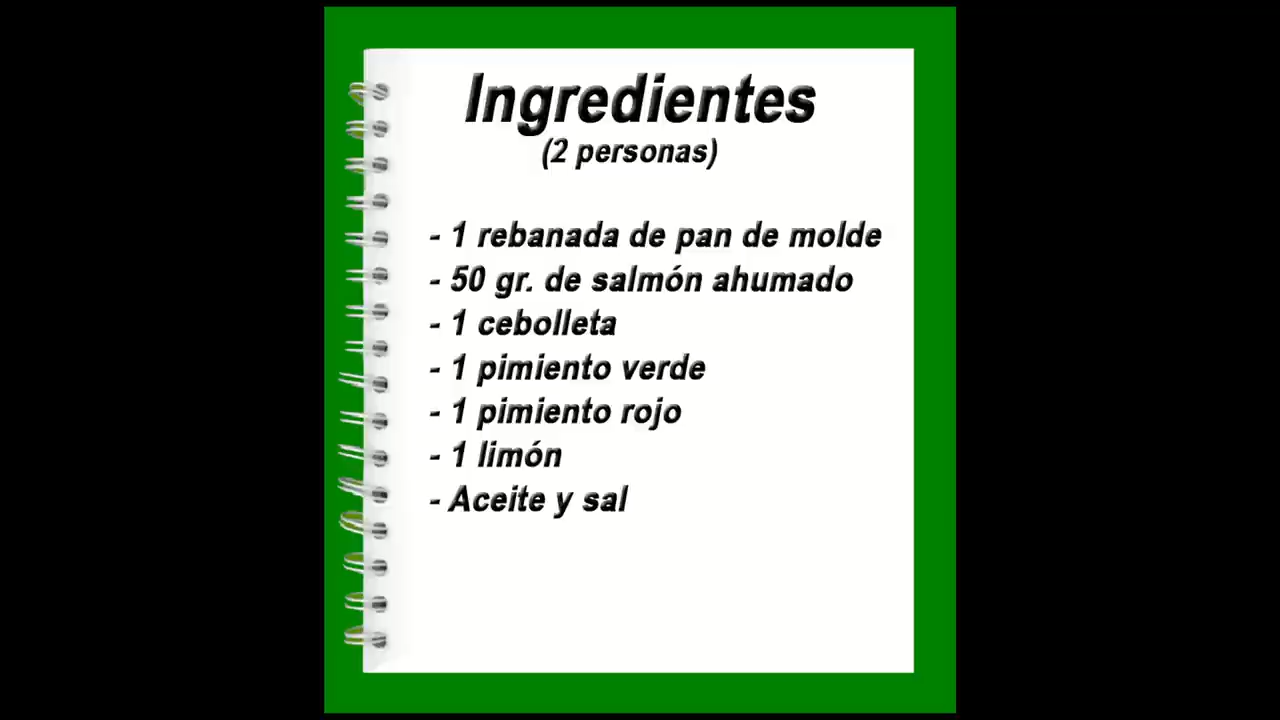 Ingredientes
(2 personas)
- 1 rebanada de pan de molde
- 50 gr. de salmón ahumado
- 1 cebolleta
- 1 pimiento verde
- 1 pimiento rojo
- 1 limón
- Aceite y sal